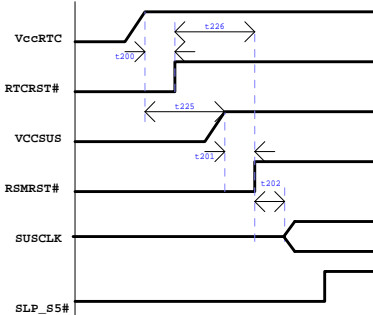 t226
VccRTC
t200
RTCRST#
t225
VCCSUS
t201
RSMRST#
t202
SUSCLK
SLP_S5#